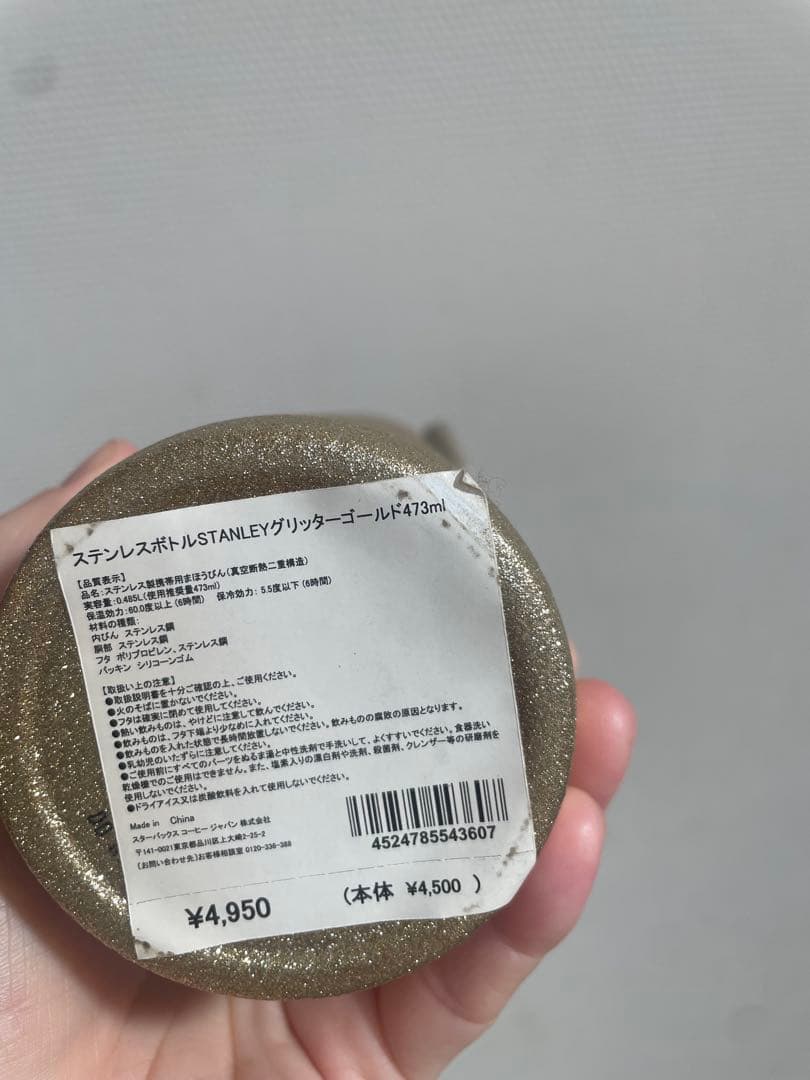 ステンレスボトルSTANLEYグリッターゴールド473ml
【品質表示】
品名：ステンレス製携帯用まほうびん（真空断熱二重構造）
実容量：0.485L（使用推奨量473ml）
保温効力：60.0度以上（6時間） 保冷効力：5.5度以下（6時間）
材料の種類：
内びん ステンレス鋼
胴部 ステンレス鋼
フタ ポリプロピレン、ステンレス鋼
パッキン シリコーンゴム
【取扱い上の注意】
●取扱説明書を十分ご確認の上、ご使用ください。
●火のそばに置かないでください。
●フタは確実に閉めて使用してください。
●熱い飲みものは、やけどに注意して飲んでください。
●飲みものは、フタ下端より少なめに入れてください。
●飲みものを入れた状態で長時間放置しないでください。飲みものの腐敗の原因となります。
●乳幼児のいたずらに注意してください。
●ご使用前にすべてのパーツをぬるま湯と中性洗剤で手洗いして、よくすすいでください。食器洗い
乾燥機でのご使用はできません。また、塩素入りの漂白剤や洗剤、殺菌剤、クレンザー等の研磨剤を
使用しないでください。
●ドライアイス又は炭酸飲料を入れて使用しないでください。
Made in China
スターバックス コーヒー ジャパン 株式会社
〒141-0021東京都品川区上大崎2-25-2
（お問い合わせ先）お客様相談室 0120-336-388
4524785543607
¥4,950
（本体 ¥4,500 ）